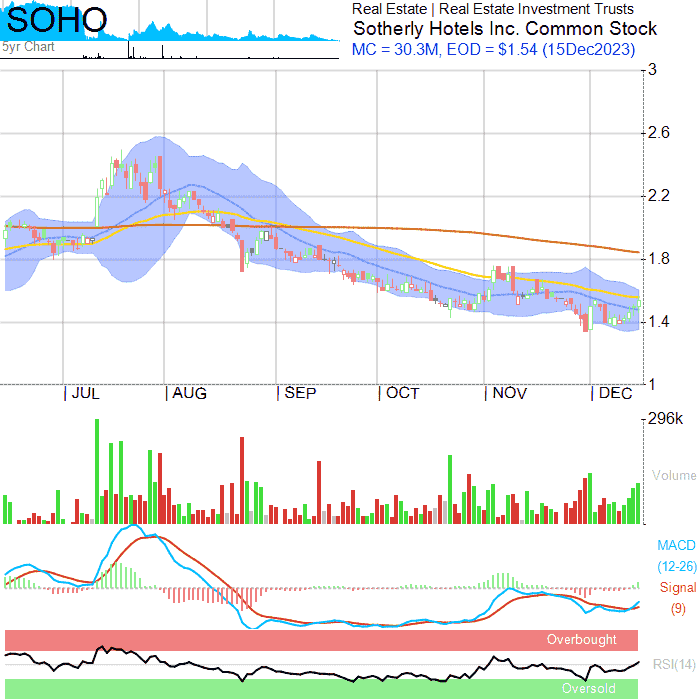 SOHO
5yr Chart
Real Estate | Real Estate Investment Trusts
Sotherly Hotels Inc. Common Stock
MC = 30.3M, EOD = $1.54 (15Dec2023)
3
2.6
2.2
1.8
1.4
1
JUL AUG SEP OCT NOV DEC
296k
Volume
MACD
(12-26)
Signal
(9)
Overbought
RSI(14)
Oversold